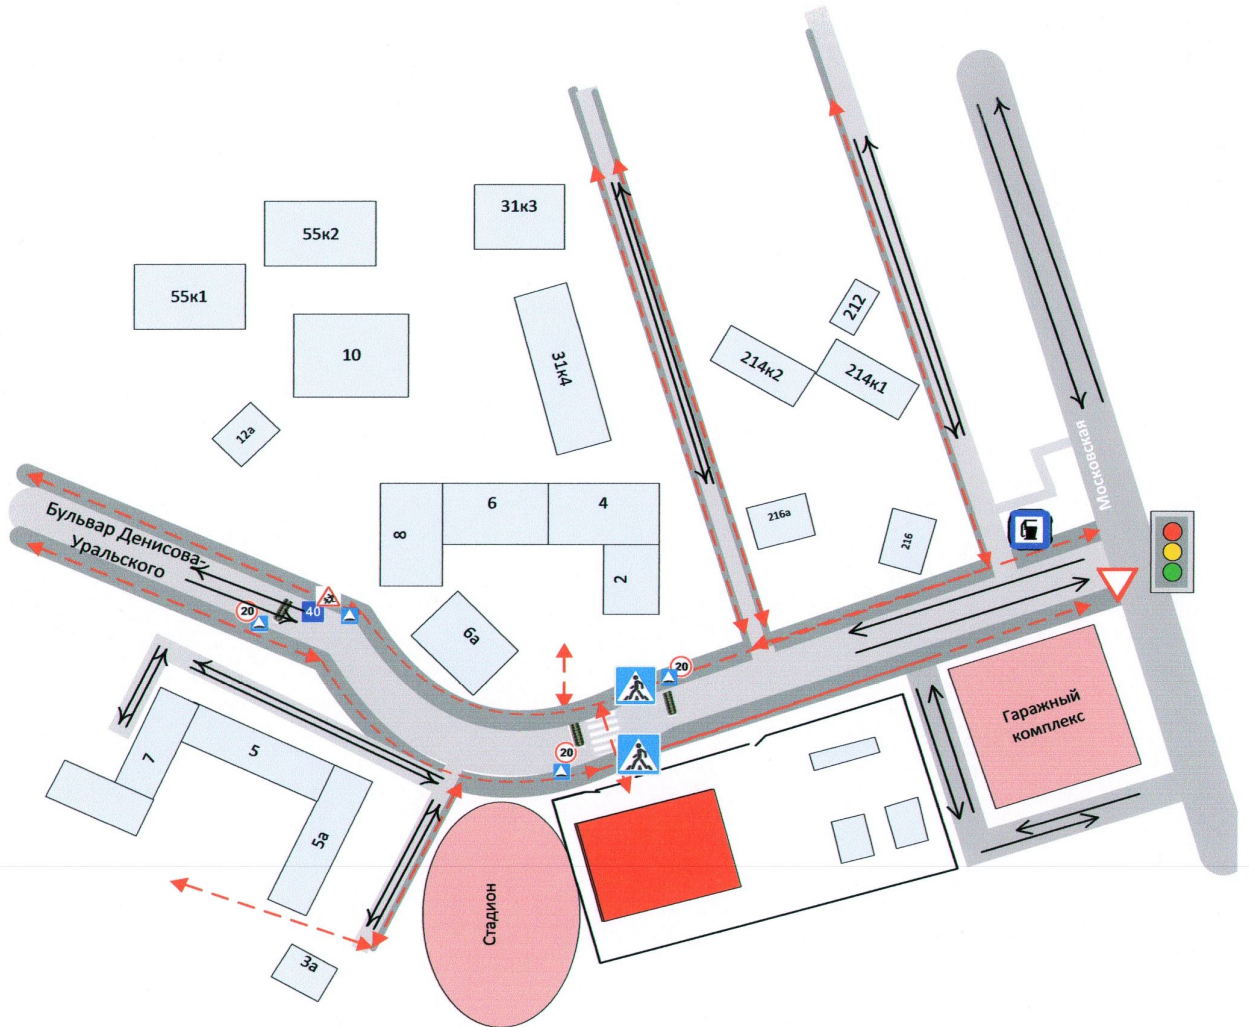 31к3
55к2
55к1
10
31к4
212
214к2
214к1
12а
Московская
8
6
4
216а
216
2
Бульвар Денисова-
Уральского
20
40
6а
20
20
Гаражный
комплекс
7
5
5а
Стадион
3а